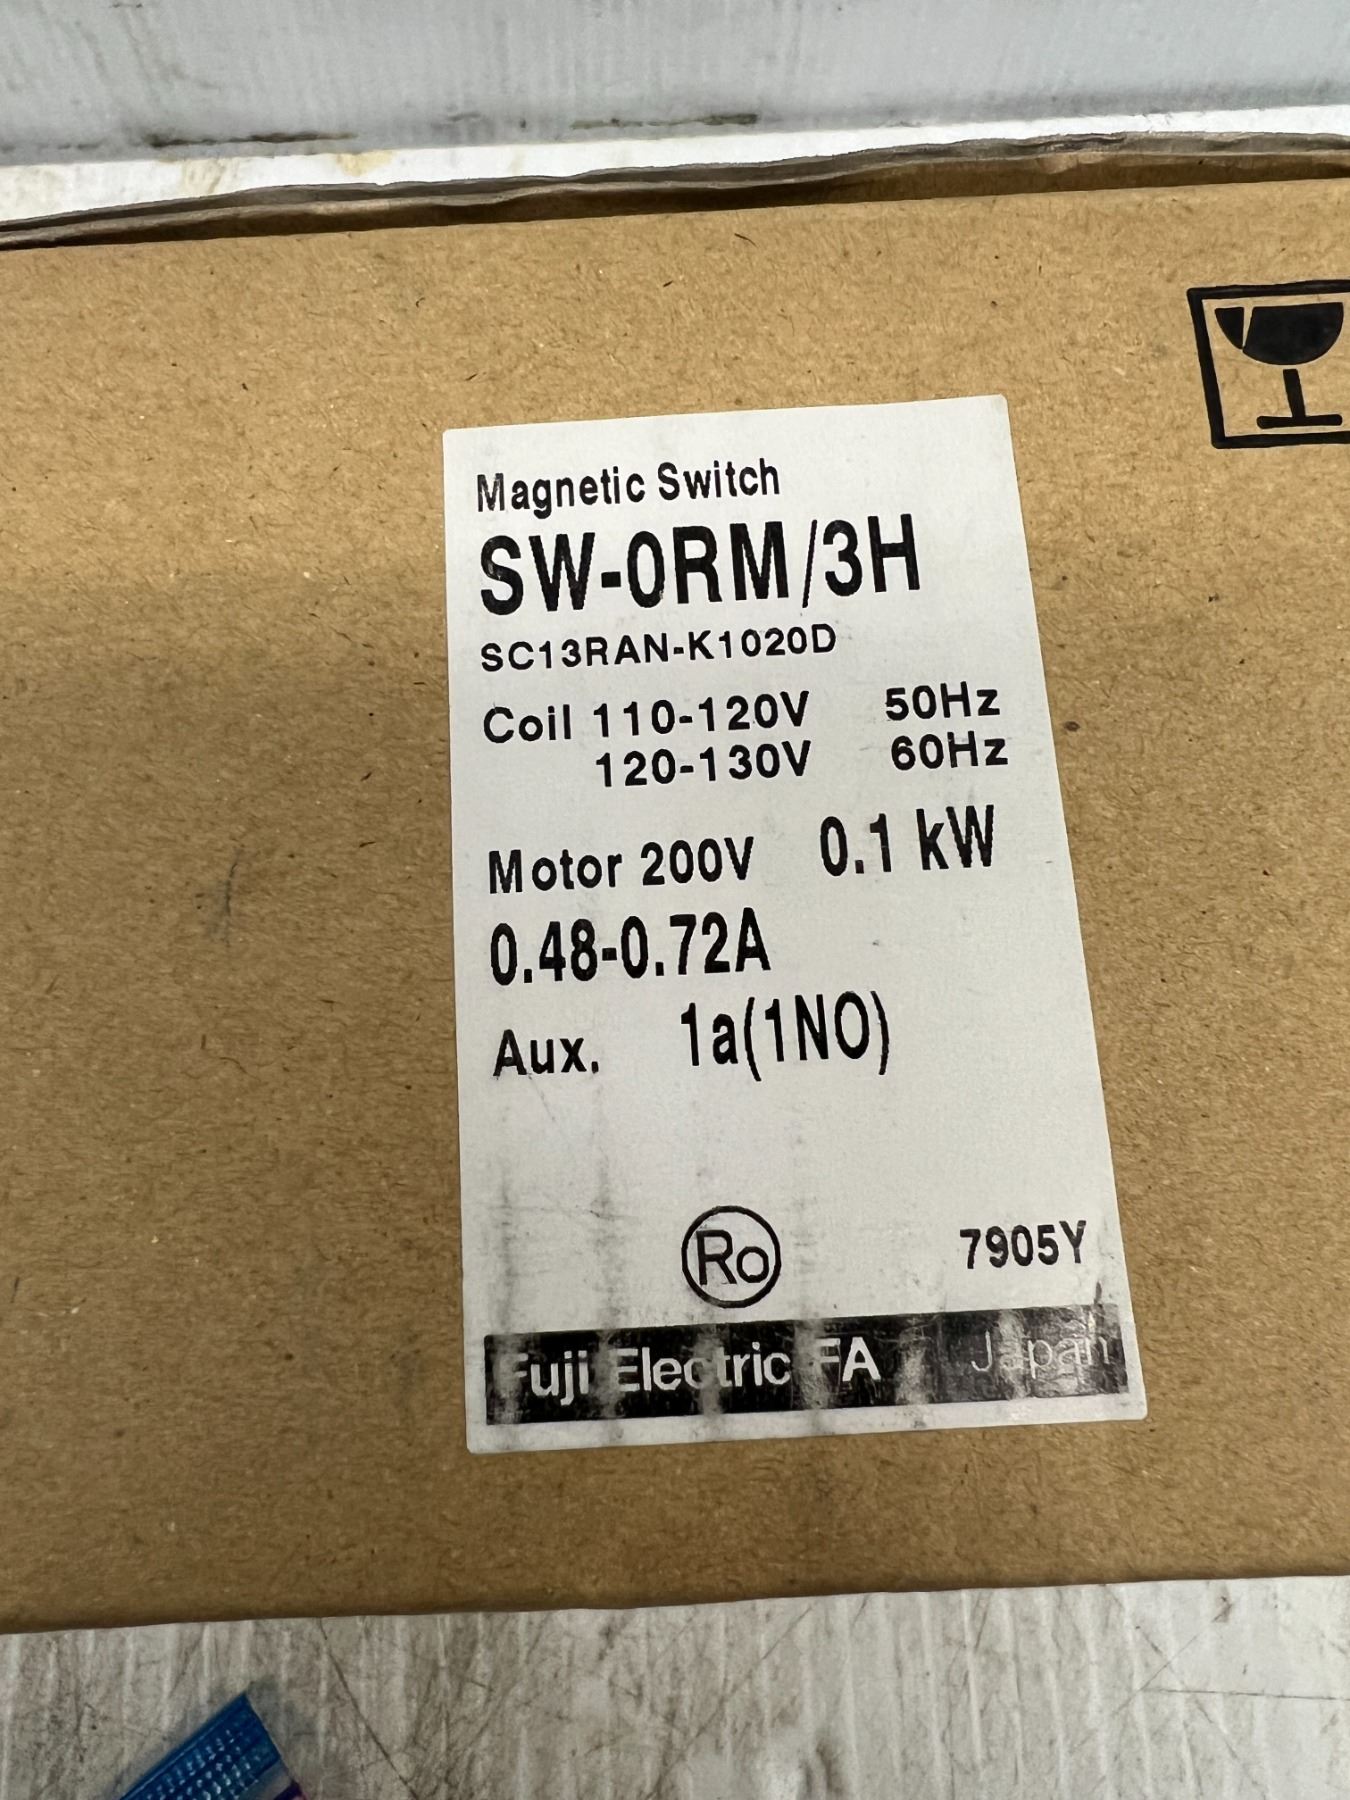 Magnetic Switch
SW-0RM/3H
SC13RAN-K1020D
Coil 110-120V 50Hz
120-130V 60Hz
Motor 200V 0.1 kW
0.48-0.72A
Aux. 1a(1NO)
Ro
7905Y
Fuji Electric FA Japan